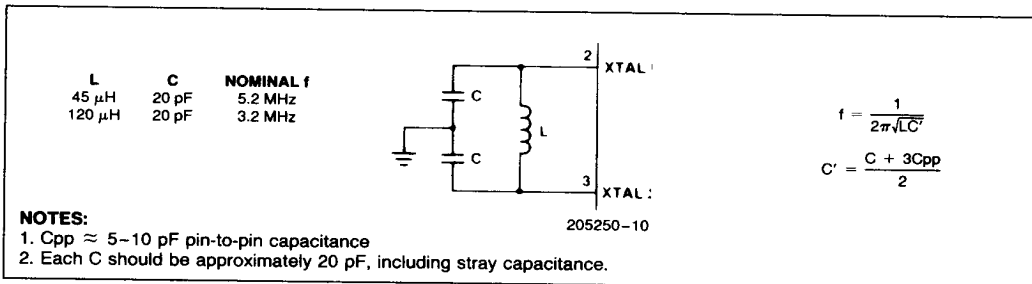 L C NOMINAL f
45 μH 20 pF 5.2 MHz
120 μH 20 pF 3.2 MHz
2
XTAL
C
L
C
3
XTAL
205250-10
f = 1 / 2π√LC′
C′ = C + 3Cpp / 2
NOTES:
1. Cpp ≈ 5–10 pF pin-to-pin capacitance
2. Each C should be approximately 20 pF, including stray capacitance.